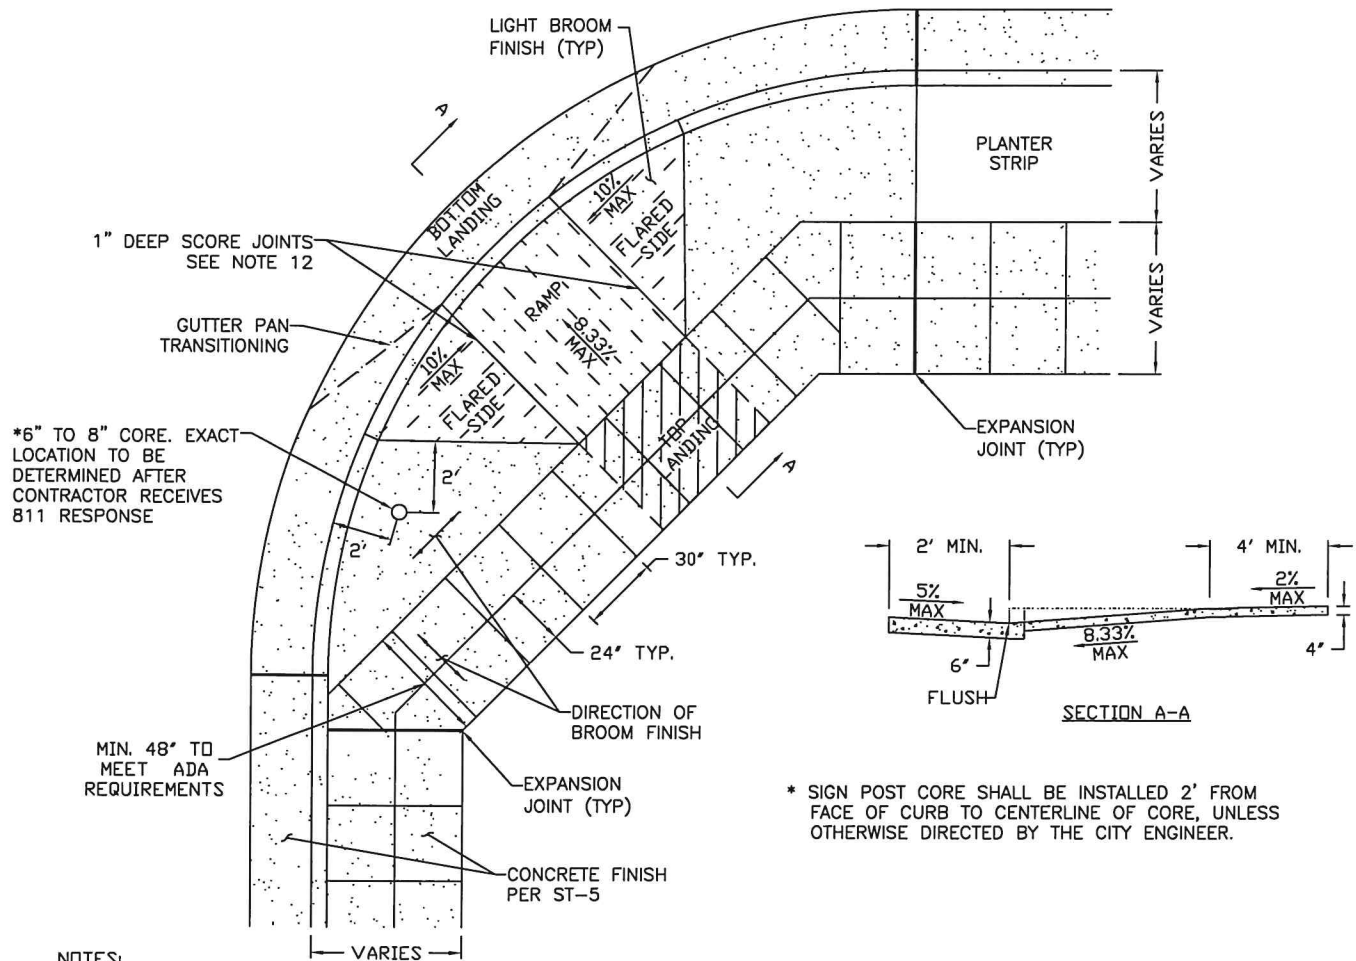 LIGHT BROOM
FINISH (TYP)
A
PLANTER
STRIP
VARIES
VARIES
10%
MAX
FLARED
SIDE
BOTTOM
LANDING
1" DEEP SCORE JOINTS
SEE NOTE 12
RAMP
8.33%
MAX
GUTTER PAN
TRANSITIONING
10%
MAX
FLARED
SIDE
TOP
LANDING
A
EXPANSION
JOINT (TYP)
*6" TO 8" CORE. EXACT
LOCATION TO BE
DETERMINED AFTER
CONTRACTOR RECEIVES
811 RESPONSE
2'
2'
30" TYP.
24" TYP.
2' MIN.
4' MIN.
5%
MAX
2%
MAX
8.33%
MAX
6"
4"
FLUSH
SECTION A-A
DIRECTION OF
BROOM FINISH
MIN. 48" TO
MEET ADA
REQUIREMENTS
EXPANSION
JOINT (TYP)
* SIGN POST CORE SHALL BE INSTALLED 2' FROM
FACE OF CURB TO CENTERLINE OF CORE, UNLESS
OTHERWISE DIRECTED BY THE CITY ENGINEER.
CONCRETE FINISH
PER ST-5
VARIES
NOTES: